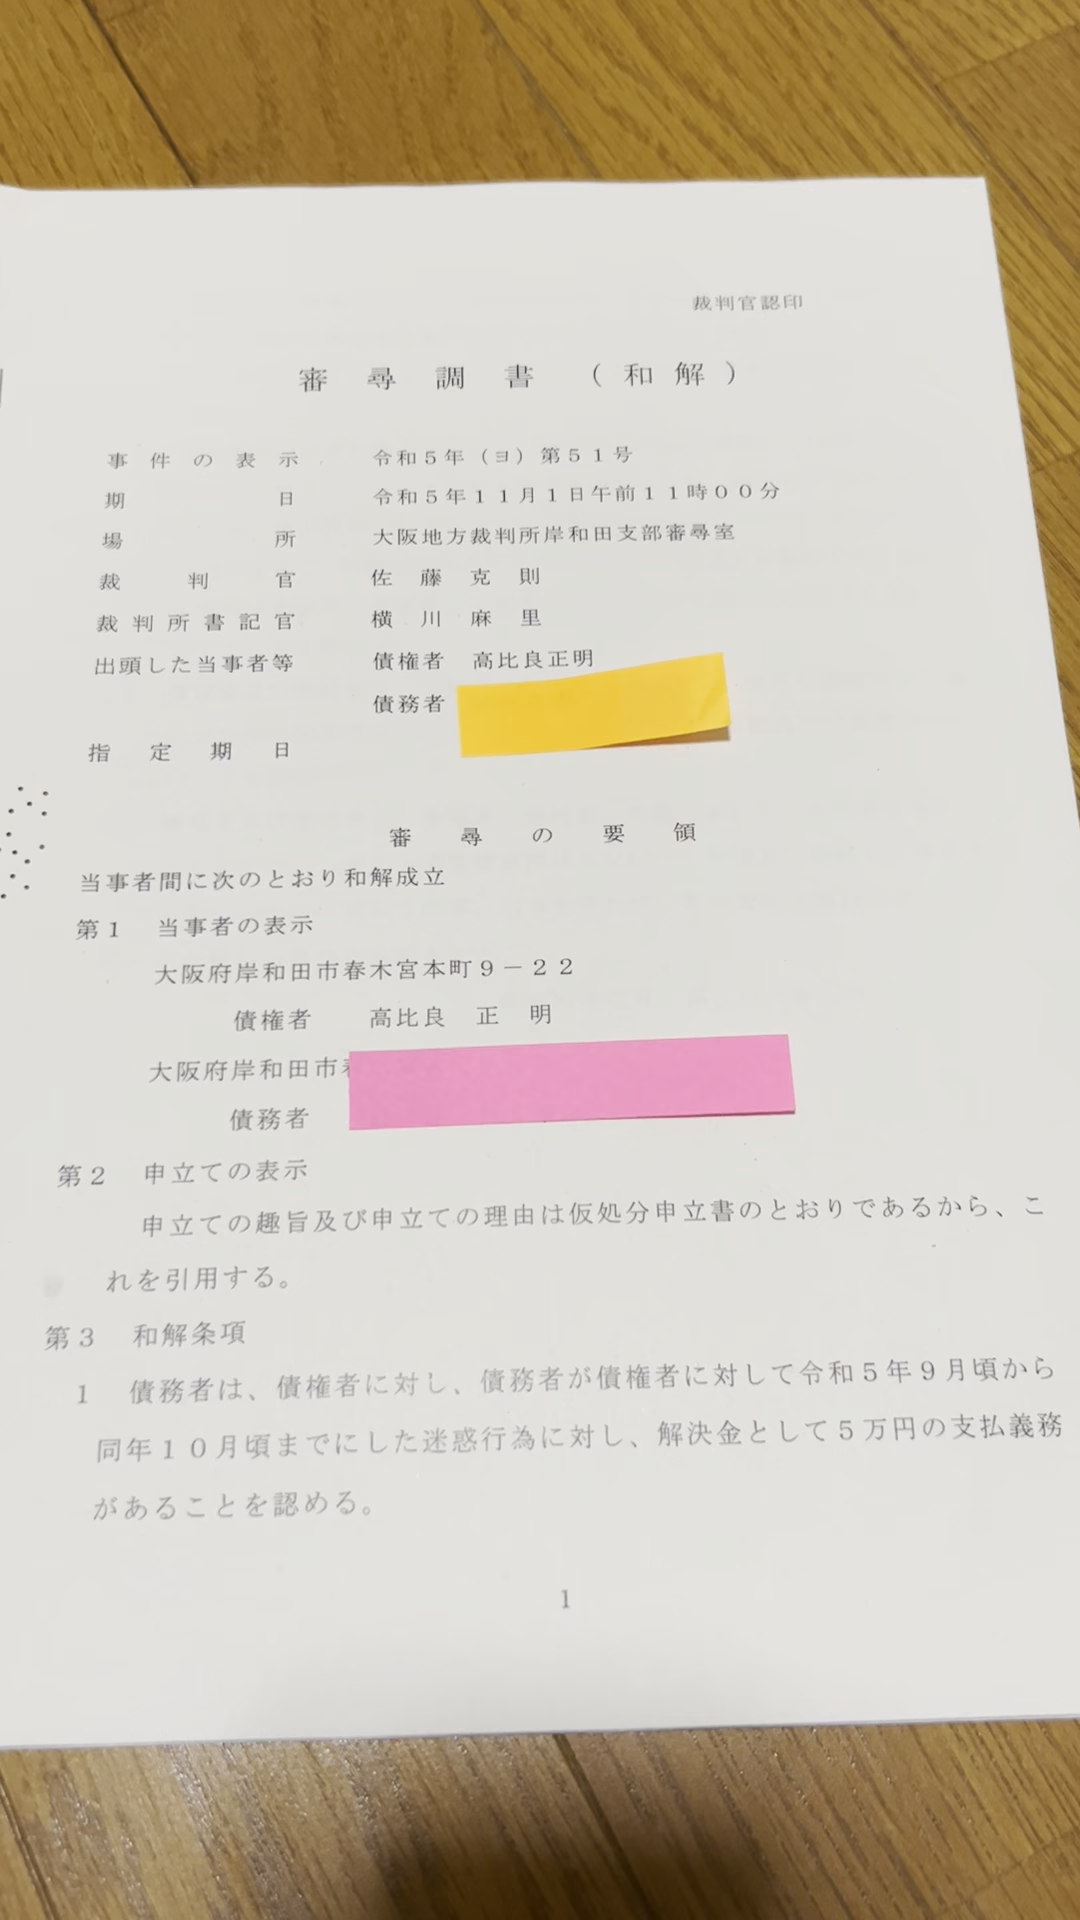 裁判官認印
審尋調書（和解）
事件の表示 令和５年（ヨ）第５１号
期日 令和５年１１月１日午前１１時００分
場所 大阪地方裁判所岸和田支部審尋室
裁判官 佐藤克則
裁判所書記官 横川麻里
出頭した当事者等 債権者 高比良正明
債務者
指定期日
審尋の要領
当事者間に次のとおり和解成立
第１ 当事者の表示
大阪府岸和田市春木宮本町９－２２
債権者 高比良正明
大阪府岸和田市
債務者
第２ 申立ての表示
申立ての趣旨及び申立ての理由は仮処分申立書のとおりであるから、こ
れを引用する。
第３ 和解条項
１ 債務者は、債権者に対し、債務者が債権者に対して令和５年９月頃から
同年１０月頃までにした迷惑行為に対し、解決金として５万円の支払義務
があることを認める。
1